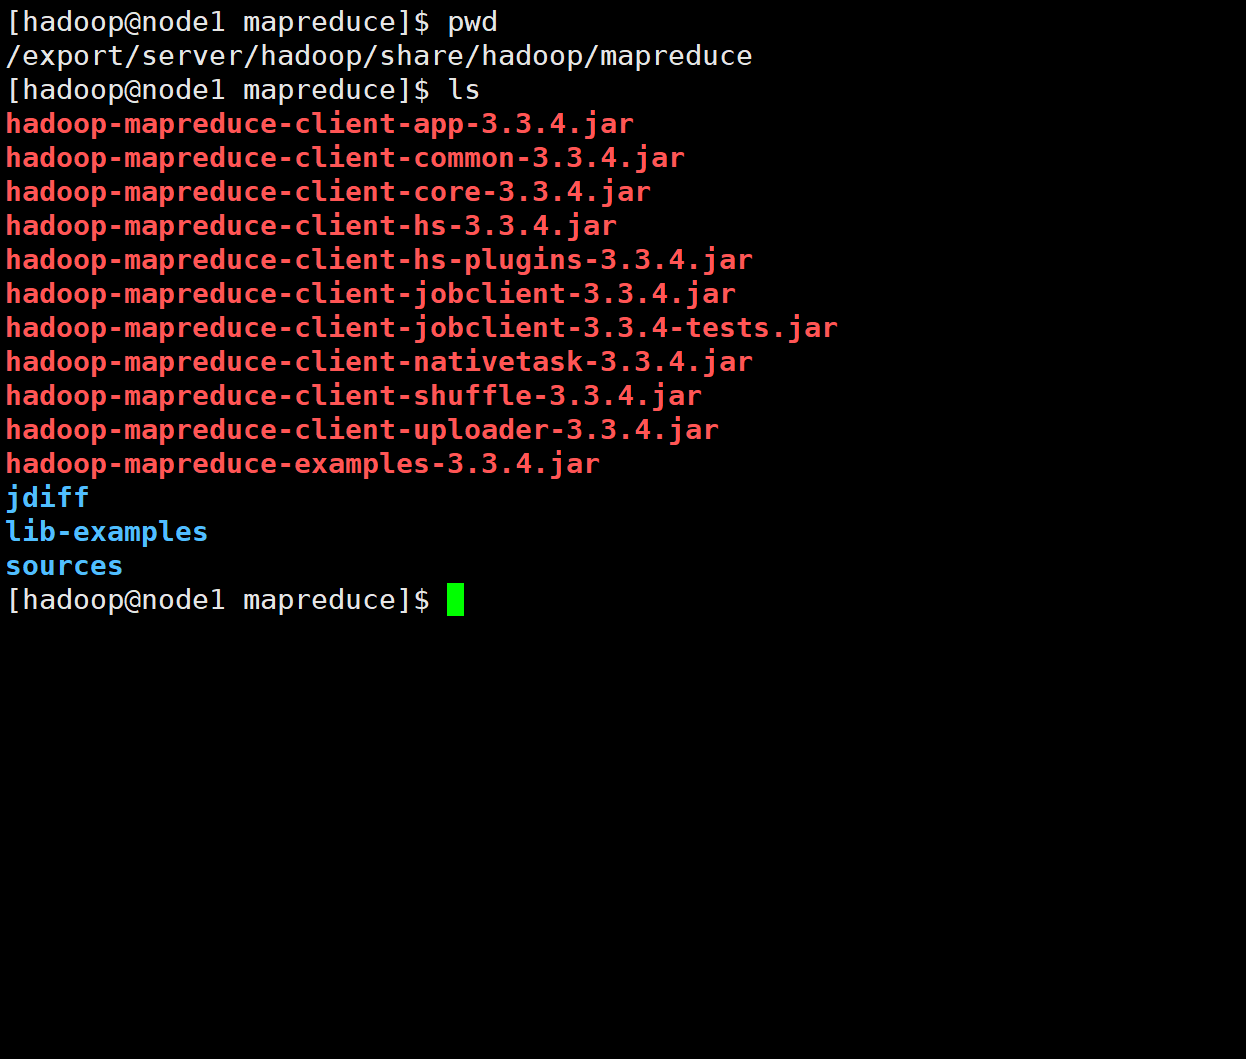 [hadoop@node1 mapreduce]$ pwd
/export/server/hadoop/share/hadoop/mapreduce
[hadoop@node1 mapreduce]$ ls
hadoop-mapreduce-client-app-3.3.4.jar
hadoop-mapreduce-client-common-3.3.4.jar
hadoop-mapreduce-client-core-3.3.4.jar
hadoop-mapreduce-client-hs-3.3.4.jar
hadoop-mapreduce-client-hs-plugins-3.3.4.jar
hadoop-mapreduce-client-jobclient-3.3.4.jar
hadoop-mapreduce-client-jobclient-3.3.4-tests.jar
hadoop-mapreduce-client-nativetask-3.3.4.jar
hadoop-mapreduce-client-shuffle-3.3.4.jar
hadoop-mapreduce-client-uploader-3.3.4.jar
hadoop-mapreduce-examples-3.3.4.jar
jdiff
lib-examples
sources
[hadoop@node1 mapreduce]$